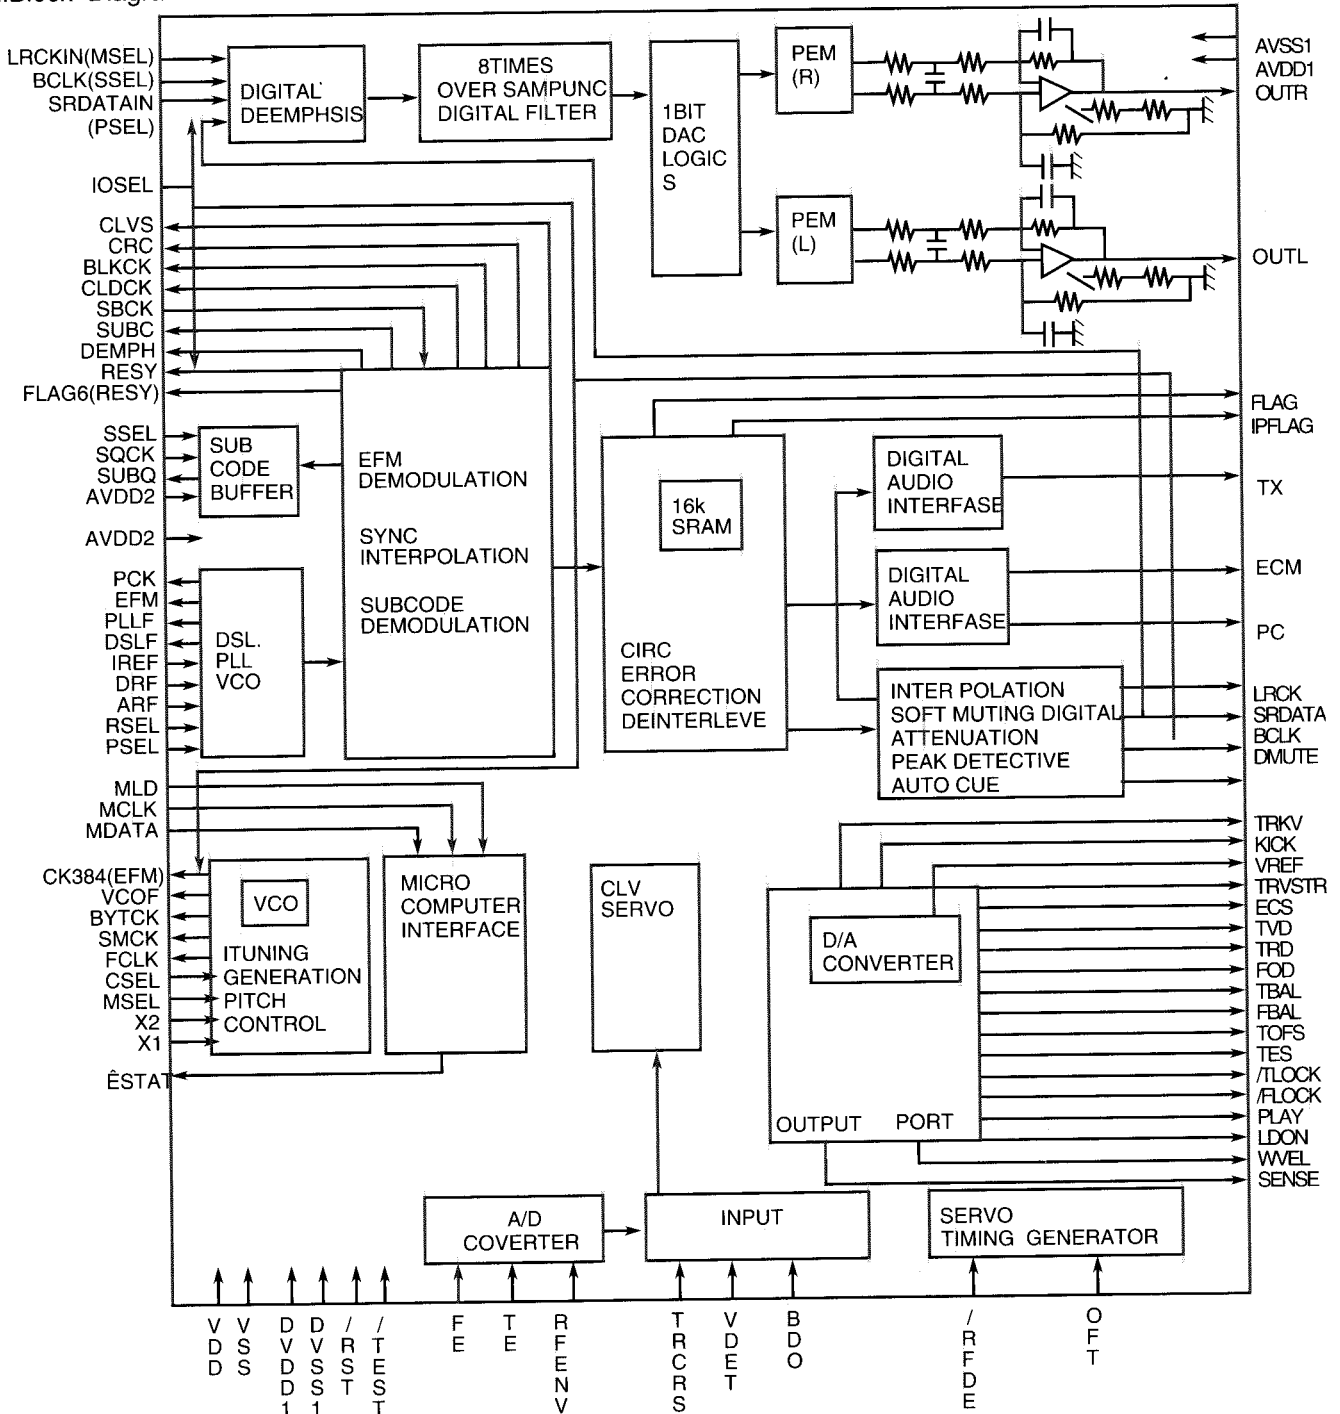 Block Diagra
LRCKIN(MSEL)
BCLK(SSEL)
SRDATAIN
(PSEL)
IOSEL
CLVS
CRC
BLKCK
CLDCK
SBCK
SUBC
DEMPH
RESY
FLAG6(RESY)
SSEL
SQCK
SUBQ
AVDD2
AVDD2
PCK
EFM
PLLF
DSLF
IREF
DRF
ARF
RSEL
PSEL
MLD
MCLK
MDATA
CK384(EFM)
VCOF
BYTCK
SMCK
FCLK
CSEL
MSEL
X2
X1
ÊSTAT
DIGITAL
DEEMPHSIS
8TIMES
OVER SAMPUNC
DIGITAL FILTER
1BIT
DAC
LOGIC
S
PEM
(R)
PEM
(L)
SUB
CODE
BUFFER
DSL.
PLL
VCO
EFM
DEMODULATION
SYNC
INTERPOLATION
SUBCODE
DEMODULATION
16k
SRAM
CIRC
ERROR
CORRECTION
DEINTERLEVE
DIGITAL
AUDIO
INTERFASE
DIGITAL
AUDIO
INTERFASE
INTER POLATION
SOFT MUTING DIGITAL
ATTENUATION
PEAK DETECTIVE
AUTO CUE
VCO
ITUNING
GENERATION
PITCH
CONTROL
MICRO
COMPUTER
INTERFACE
CLV
SERVO
D/A
CONVERTER
OUTPUT PORT
A/D
COVERTER
INPUT
SERVO
TIMING GENERATOR
AVSS1
AVDD1
OUTR
OUTL
FLAG
IPFLAG
TX
ECM
PC
LRCK
SRDATA
BCLK
DMUTE
TRKV
KICK
VREF
TRVSTR
ECS
TVD
TRD
FOD
TBAL
FBAL
TOFS
TES
/TLOCK
/FLOCK
PLAY
LDON
WVEL
SENSE
VDD
VSS
DVDD1
DVSS1
/RST
/TEST
FE
TE
RFENV
TRCRS
VDET
BDO
/RFDE
OFT